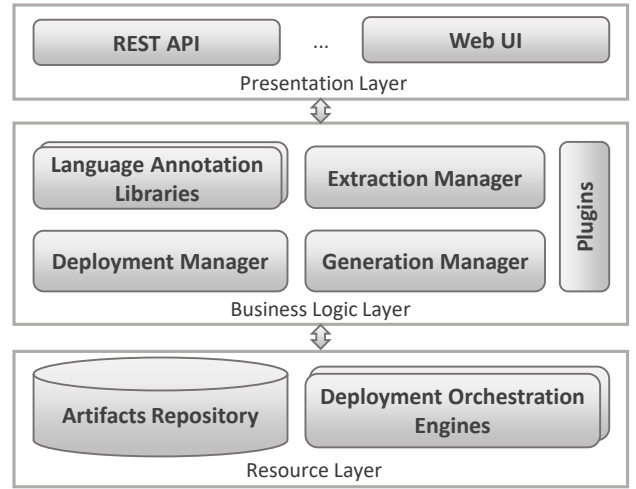 REST API
...
Web UI
Presentation Layer
Language Annotation
Libraries
Extraction Manager
Plugins
Deployment Manager
Generation Manager
Business Logic Layer
Artifacts Repository
Deployment Orchestration
Engines
Resource Layer